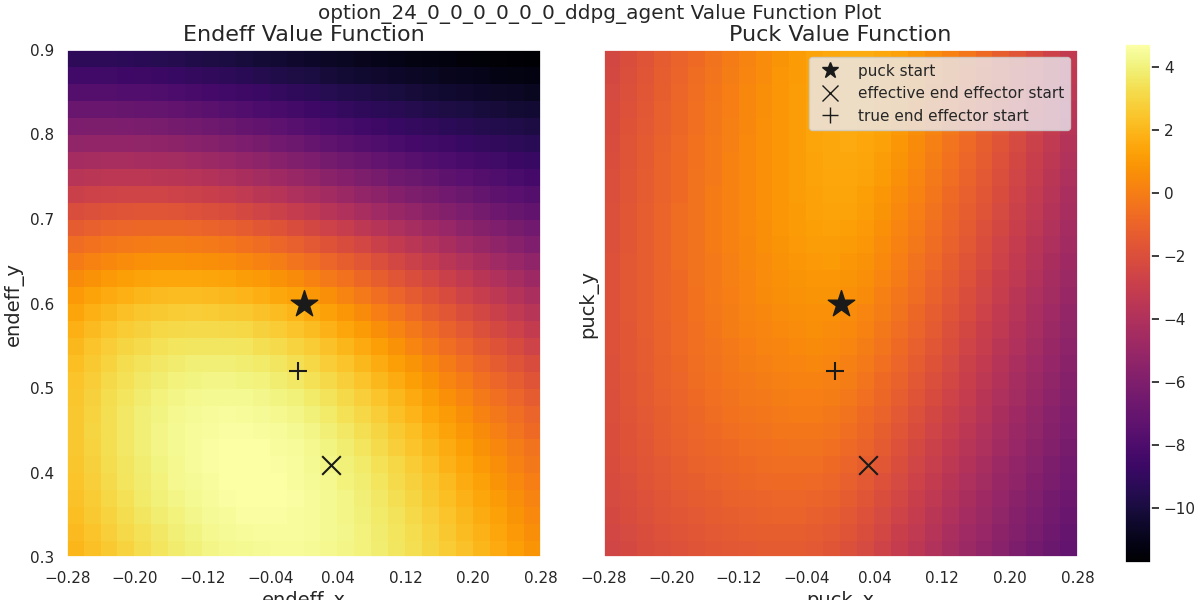 option_24_0_0_0_0_0_0_ddpg_agent Value Function Plot
Endeff Value Function
Puck Value Function
0.9
0.8
0.7
0.6
0.5
0.4
0.3
endeff_y
−0.28 −0.20 −0.12 −0.04 0.04 0.12 0.20 0.28
endeff_x
puck start
effective end effector start
true end effector start
puck_y
−0.28 −0.20 −0.12 −0.04 0.04 0.12 0.20 0.28
puck_x
4
2
0
−2
−4
−6
−8
−10